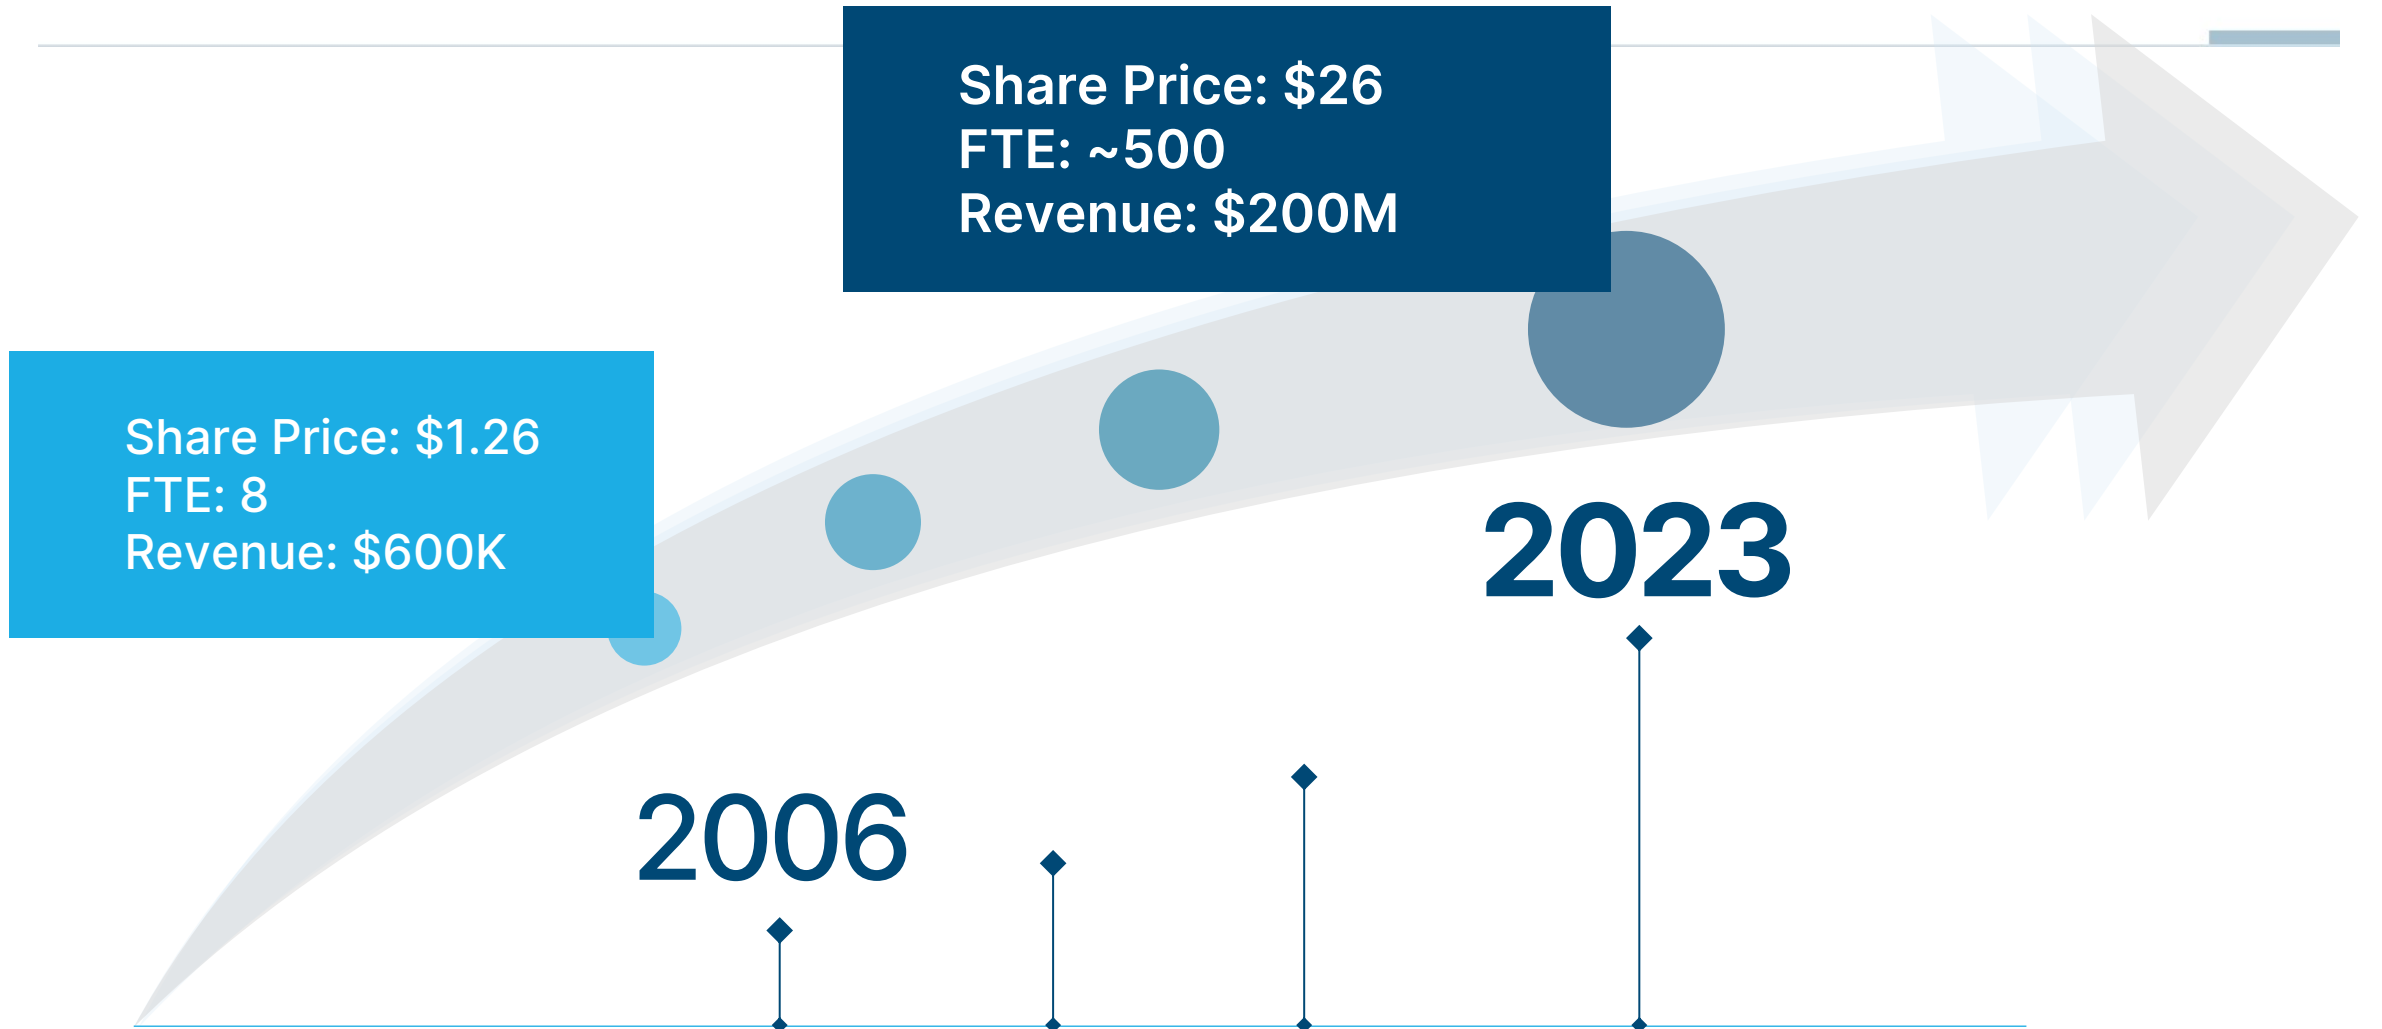 Share Price: $26
FTE: ~500
Revenue: $200M
Share Price: $1.26
FTE: 8
Revenue: $600K
2023
2006